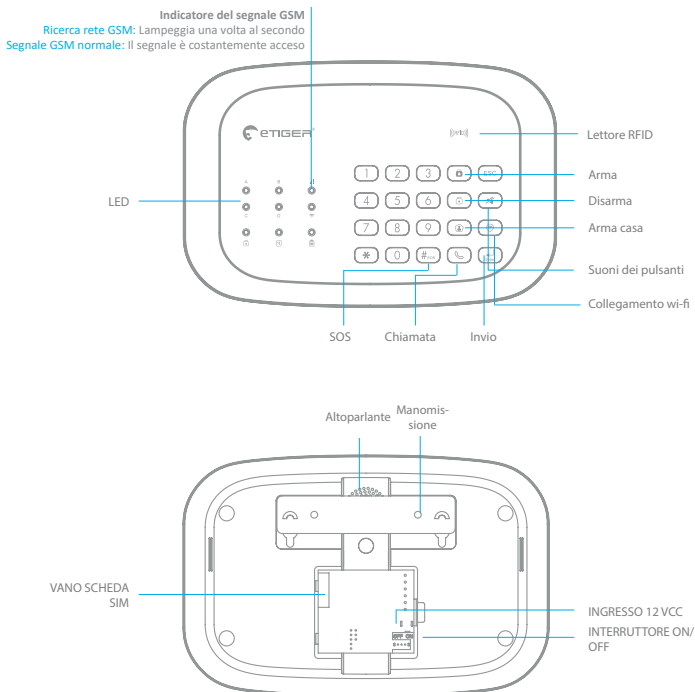 Indicatore del segnale GSM
Ricerca rete GSM: Lampeggia una volta al secondo
Segnale GSM normale: Il segnale è costantemente acceso
eTIGER
Lettore RFID
1 2 3 ESC
Arma
A B
LED
4 5 6
Disarma
C D
7 8 9
Arma casa
* 0 #
Suoni dei pulsanti
Collegamento wi-fi
SOS Chiamata Invio
Altoparlante
Manomis-
sione
VANO SCHEDA
SIM
INGRESSO 12 VCC
INTERRUTTORE ON/
OFF
OFF ON